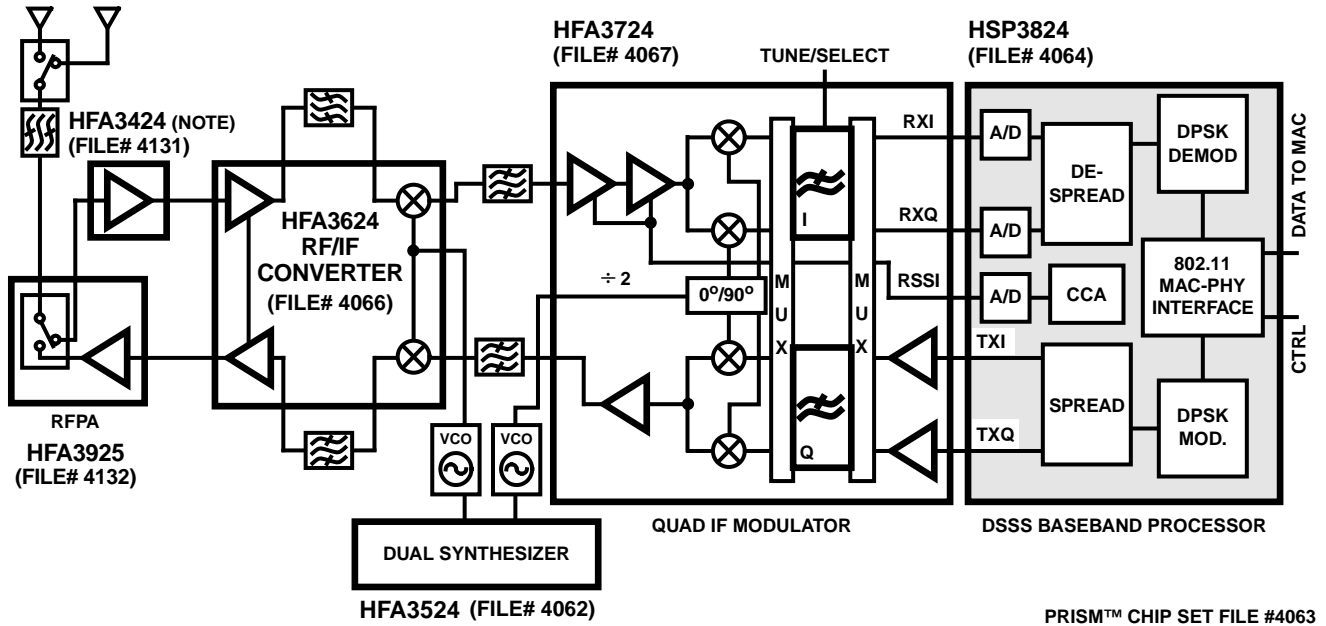 HFA3424 (NOTE)
(FILE# 4131)
HFA3624
RF/IF
CONVERTER
(FILE# 4066)
RFPA
HFA3925
(FILE# 4132)
VCO
VCO
DUAL SYNTHESIZER
HFA3524 (FILE# 4062)
HFA3724
(FILE# 4067)
TUNE/SELECT
I
Q
M
U
X
M
U
X
÷ 2
0°/90°
RXI
RXQ
RSSI
TXI
TXQ
QUAD IF MODULATOR
HSP3824
(FILE# 4064)
A/D
A/D
A/D
DE-
SPREAD
CCA
DPSK
DEMOD
802.11
MAC-PHY
INTERFACE
SPREAD
DPSK
MOD.
DATA TO MAC
CTRL
DSSS BASEBAND PROCESSOR
PRISM™ CHIP SET FILE #4063